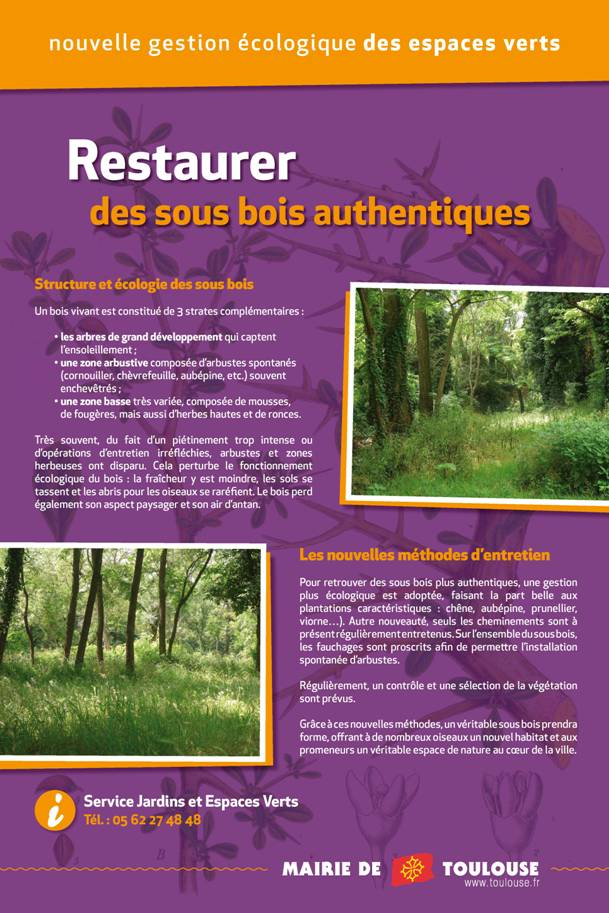 nouvelle gestion écologique des espaces verts
Restaurer
des sous bois authentiques
Structure et écologie des sous bois
Un bois vivant est constitué de 3 strates complémentaires :
• les arbres de grand développement qui captent
l'ensoleillement ;
• une zone arbustive composée d'arbustes spontanés
(cornouiller, chèvrefeuille, aubépine, etc.) souvent
enchevêtrés ;
• une zone basse très variée, composée de mousses,
de fougères, mais aussi d'herbes hautes et de ronces.
Très souvent, du fait d'un piétinement trop intense ou
d'opérations d'entretien irréfléchies, arbustes et zones
herbeuses ont disparu. Cela perturbe le fonctionnement
écologique du bois : la fraîcheur y est moindre, les sols se
tassent et les abris pour les oiseaux se raréfient. Le bois perd
également son aspect paysager et son air d'antan.
Les nouvelles méthodes d'entretien
Pour retrouver des sous bois plus authentiques, une gestion
plus écologique est adoptée, faisant la part belle aux
plantations caractéristiques : chêne, aubépine, prunellier,
viorne…). Autre nouveauté, seuls les cheminements sont à
présent régulièrement entretenus. Sur l'ensemble du sous bois,
les fauchages sont proscrits afin de permettre l'installation
spontanée d'arbustes.
Régulièrement, un contrôle et une sélection de la végétation
sont prévus.
Grâce à ces nouvelles méthodes, un véritable sous bois prendra
forme, offrant à de nombreux oiseaux un nouvel habitat et aux
promeneurs un véritable espace de nature au cœur de la ville.
i
Service Jardins et Espaces Verts
Tél. : 05 62 27 48 48
MAIRIE DE TOULOUSE
www.toulouse.fr